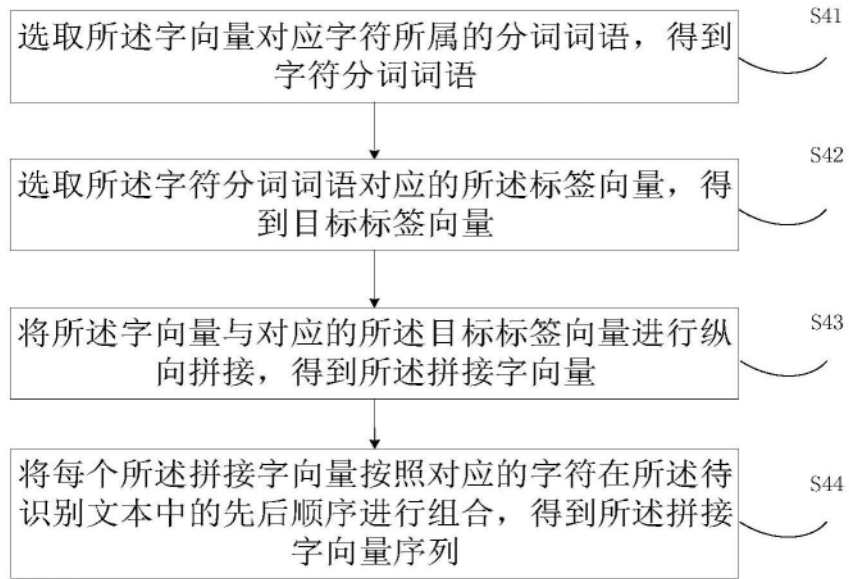 S41
选取所述字向量对应字符所属的分词词语，得到
字符分词词语
S42
选取所述字符分词词语对应的所述标签向量，得
到目标标签向量
S43
将所述字向量与对应的所述目标标签向量进行纵
向拼接，得到所述拼接字向量
S44
将每个所述拼接字向量按照对应的字符在所述待
识别文本中的先后顺序进行组合，得到所述拼接
字向量序列